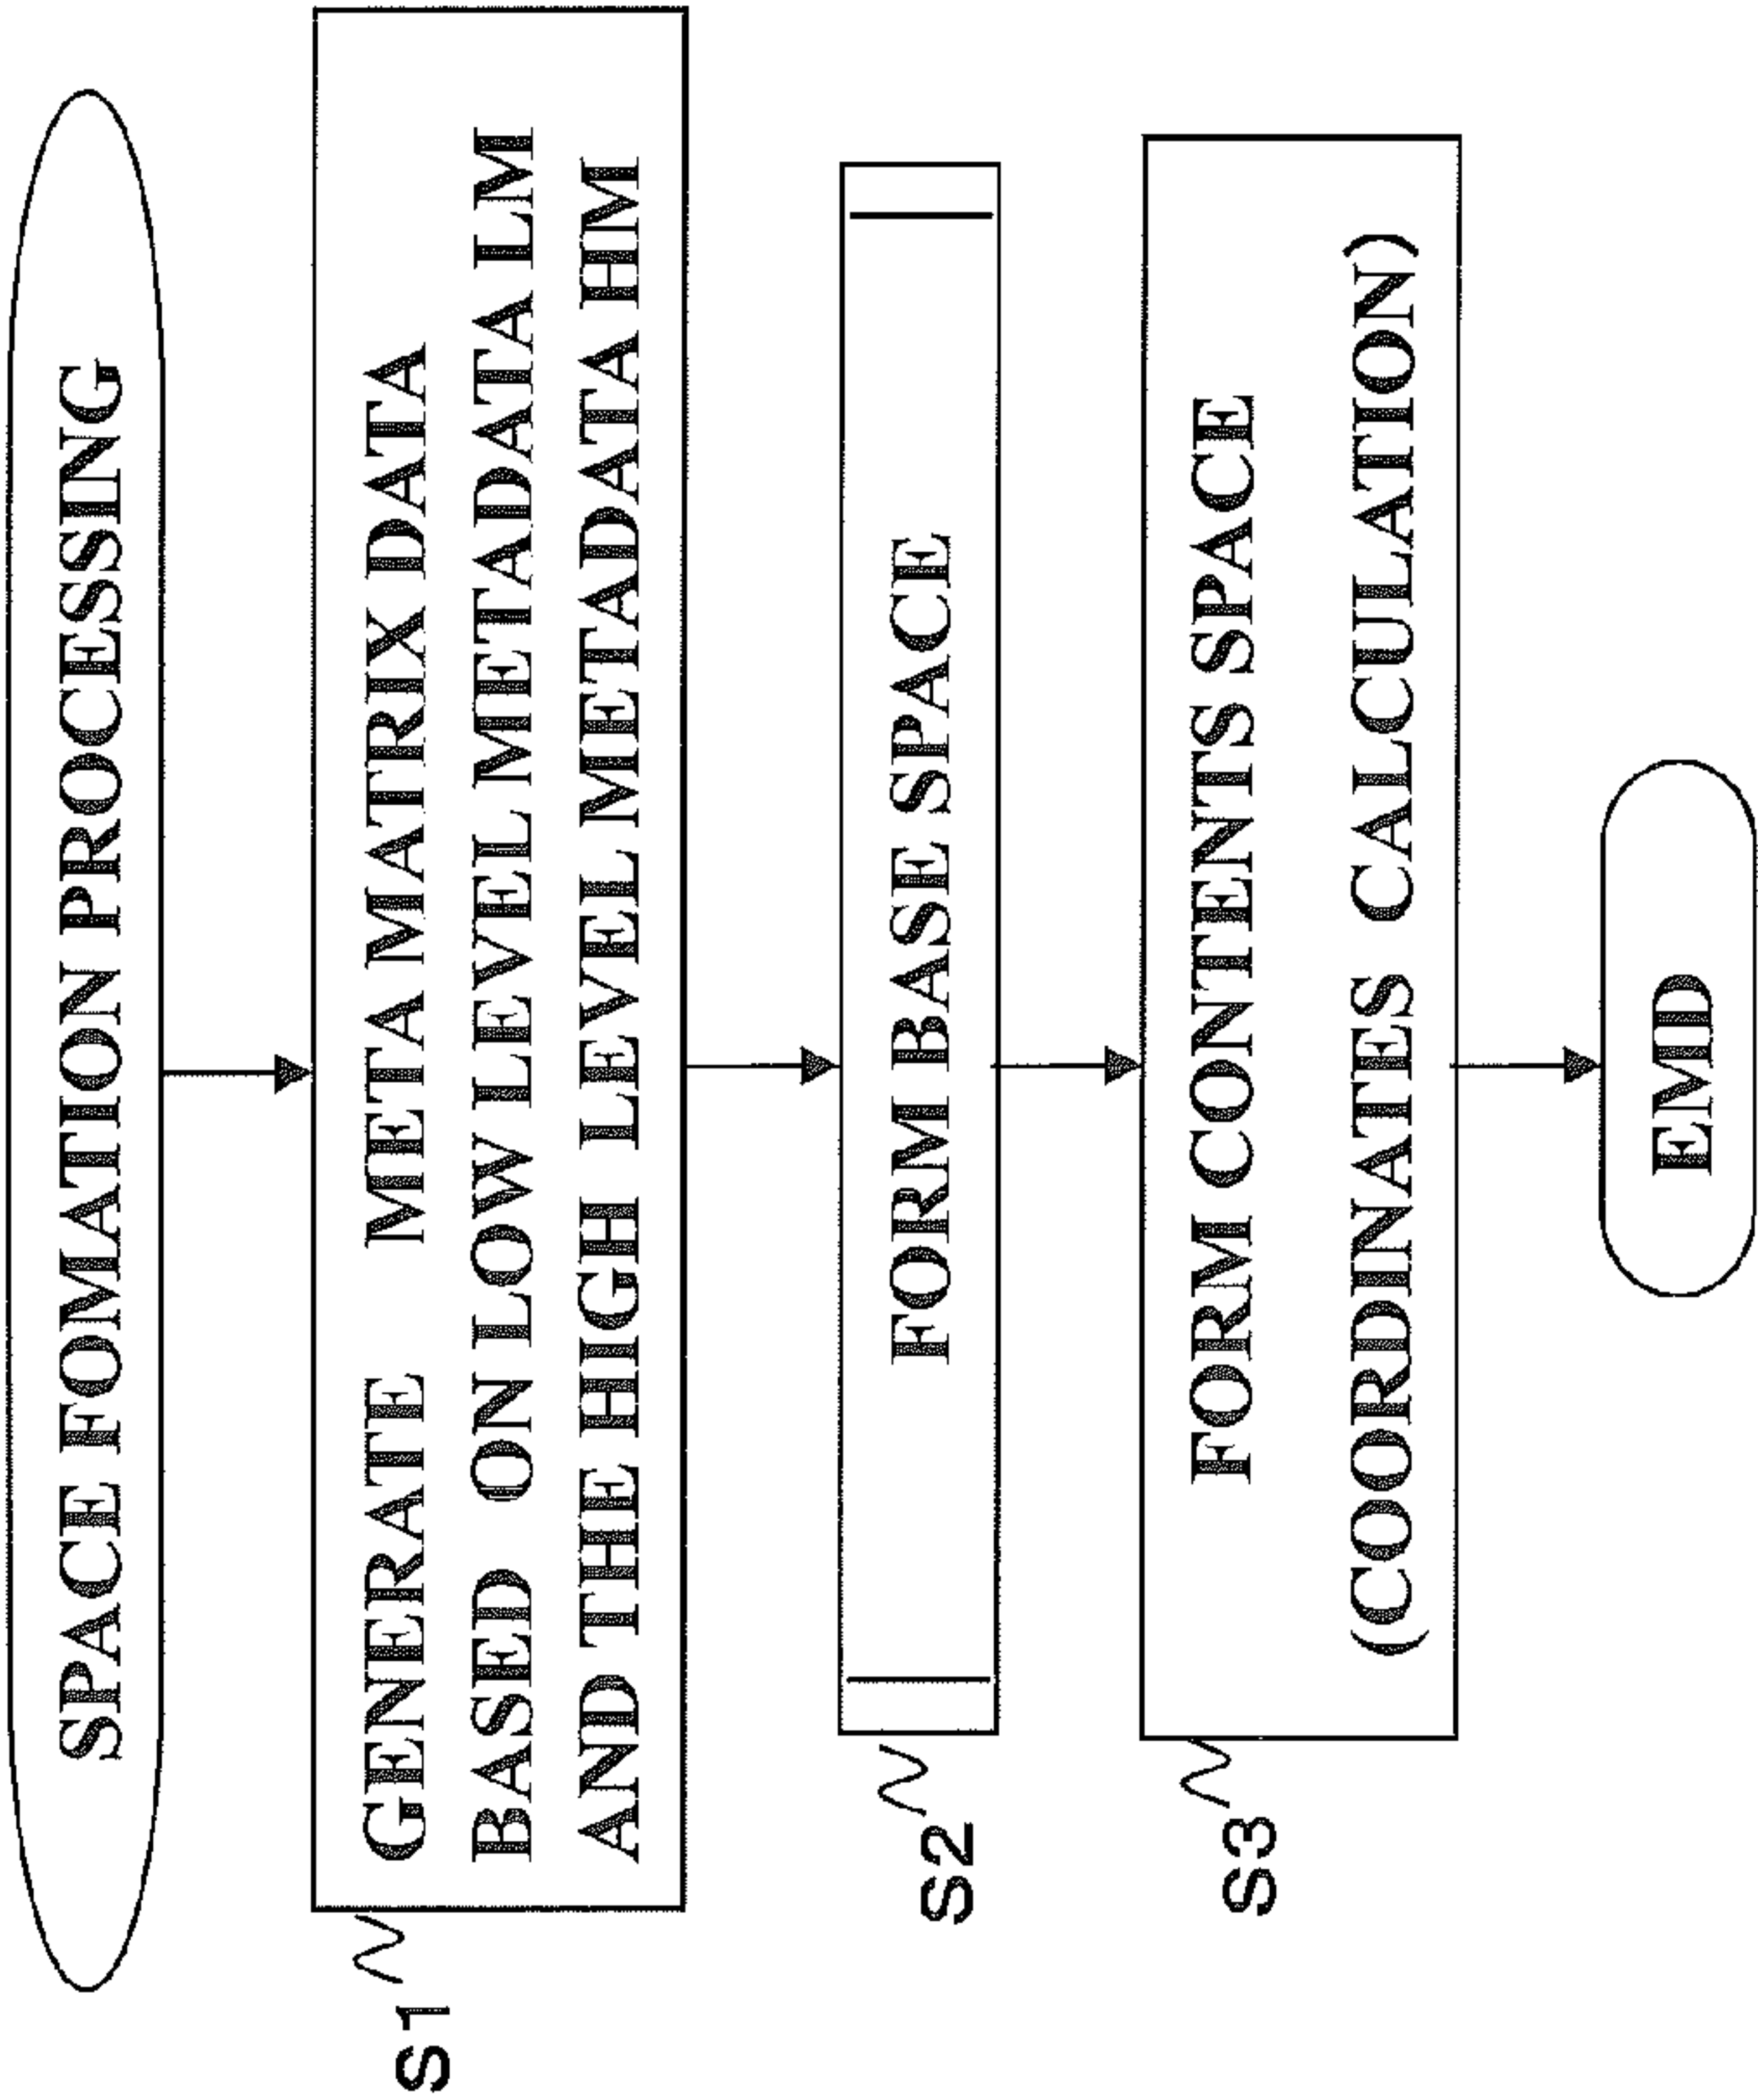 SPACE FOMATION PROCESSING
S1
GENERATE META MATRIX DATA
BASED ON LOW LEVEL METADATA LM
AND THE HIGH LEVEL METADATA HM
S2
FORM BASE SPACE
S3
FORM CONTENTS SPACE
(COORDINATES CALCULATION)
EMD